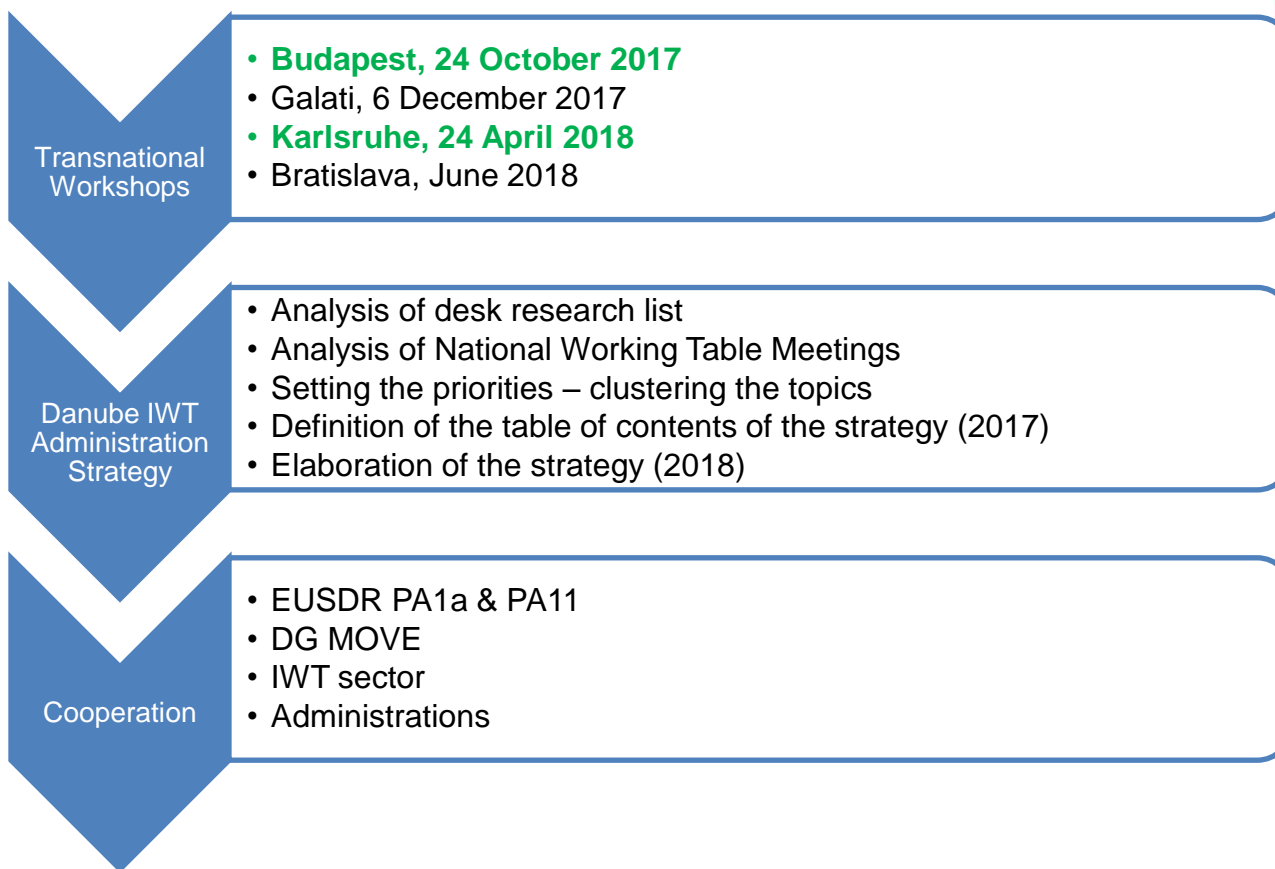 Transnational
Workshops
• Budapest, 24 October 2017
• Galati, 6 December 2017
• Karlsruhe, 24 April 2018
• Bratislava, June 2018
Danube IWT
Administration
Strategy
• Analysis of desk research list
• Analysis of National Working Table Meetings
• Setting the priorities – clustering the topics
• Definition of the table of contents of the strategy (2017)
• Elaboration of the strategy (2018)
Cooperation
• EUSDR PA1a & PA11
• DG MOVE
• IWT sector
• Administrations